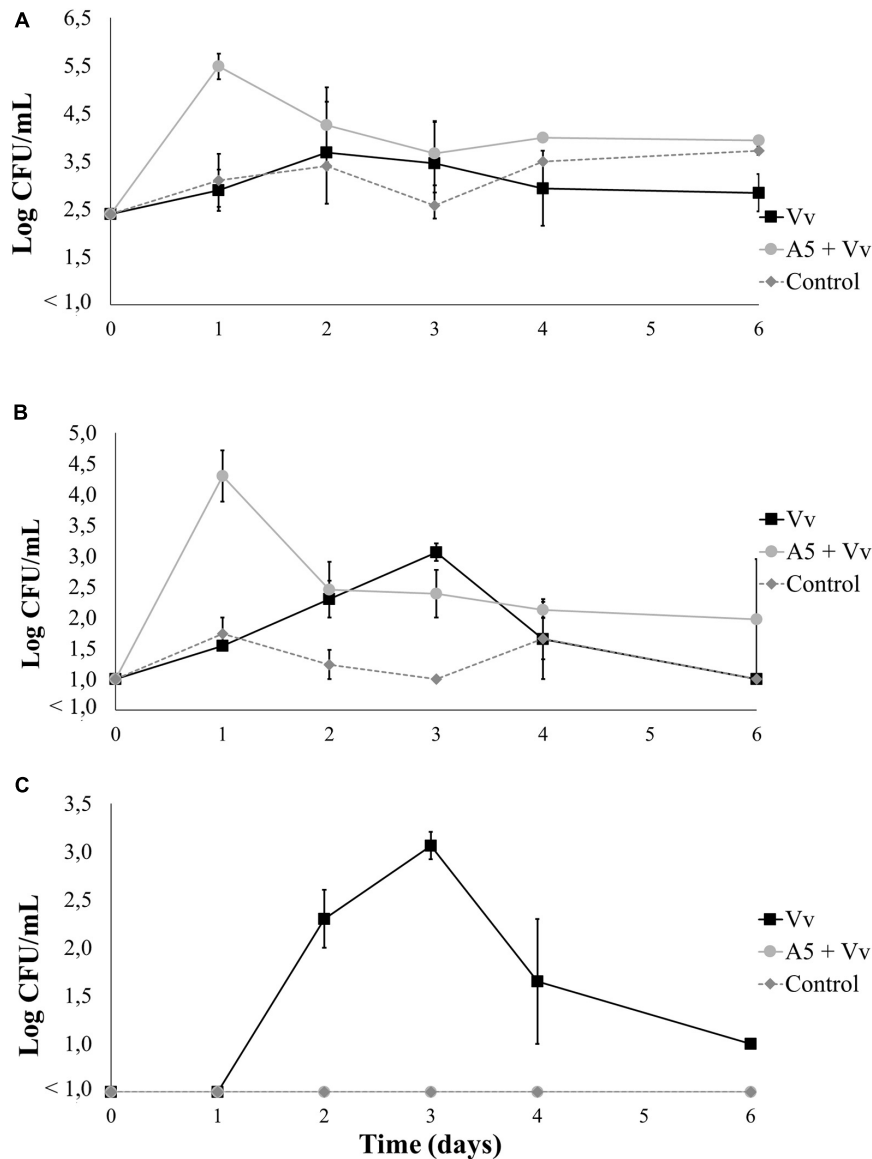 A
6,5
5,5
4,5
3,5
2,5
1,5
< 1,0
Log CFU/mL
0 1 2 3 4 5 6
Vv
A5 + Vv
Control
B
5,0
4,5
4,0
3,5
3,0
2,5
2,0
1,5
1,0
< 1,0
Log CFU/mL
0 1 2 3 4 5 6
Vv
A5 + Vv
Control
C
3,5
3,0
2,5
2,0
1,5
1,0
< 1,0
Log CFU/mL
0 1 2 3 4 5 6
Time (days)
Vv
A5 + Vv
Control